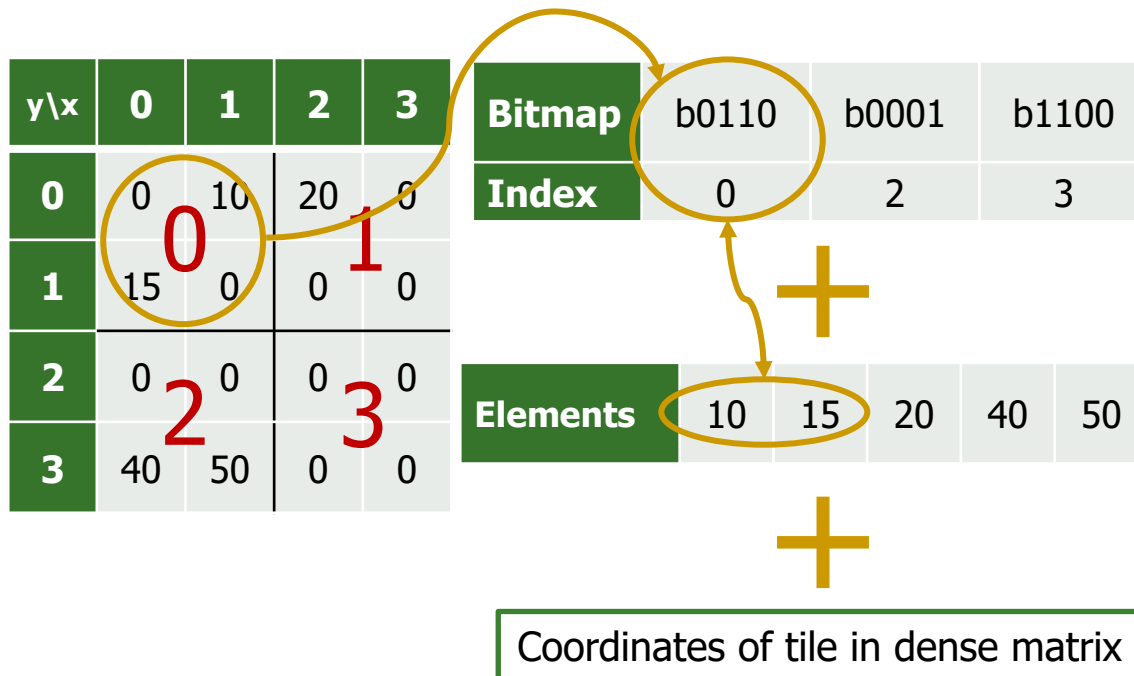 y\x 0 1 2 3
0 0 10 20 0
0 1
1 15 0 0 0
2 0 0 0 0
2 3
3 40 50 0 0
Bitmap b0110 b0001 b1100
Index 0 2 3
+
Elements 10 15 20 40 50
+
Coordinates of tile in dense matrix